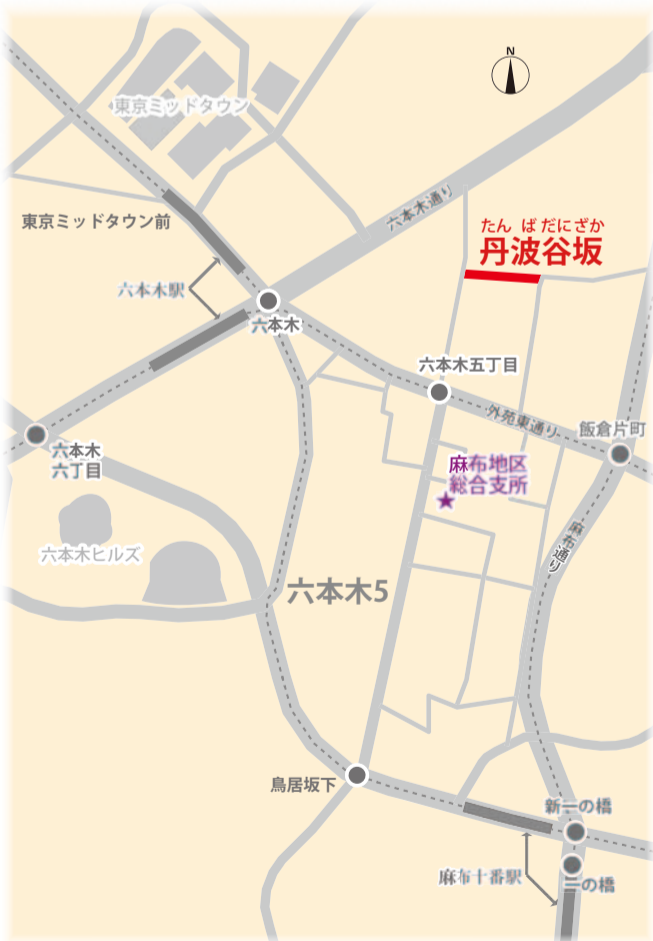 N
東京ミッドタウン
六本木通り
東京ミッドタウン前
たん ば だに ざか
丹波谷坂
六本木駅
六本木
六本木五丁目
外苑東通り
飯倉片町
六本木
六丁目
麻布地区
総合支所
麻布通り
六本木ヒルズ
六本木5
鳥居坂下
新一の橋
麻布十番駅
一の橋